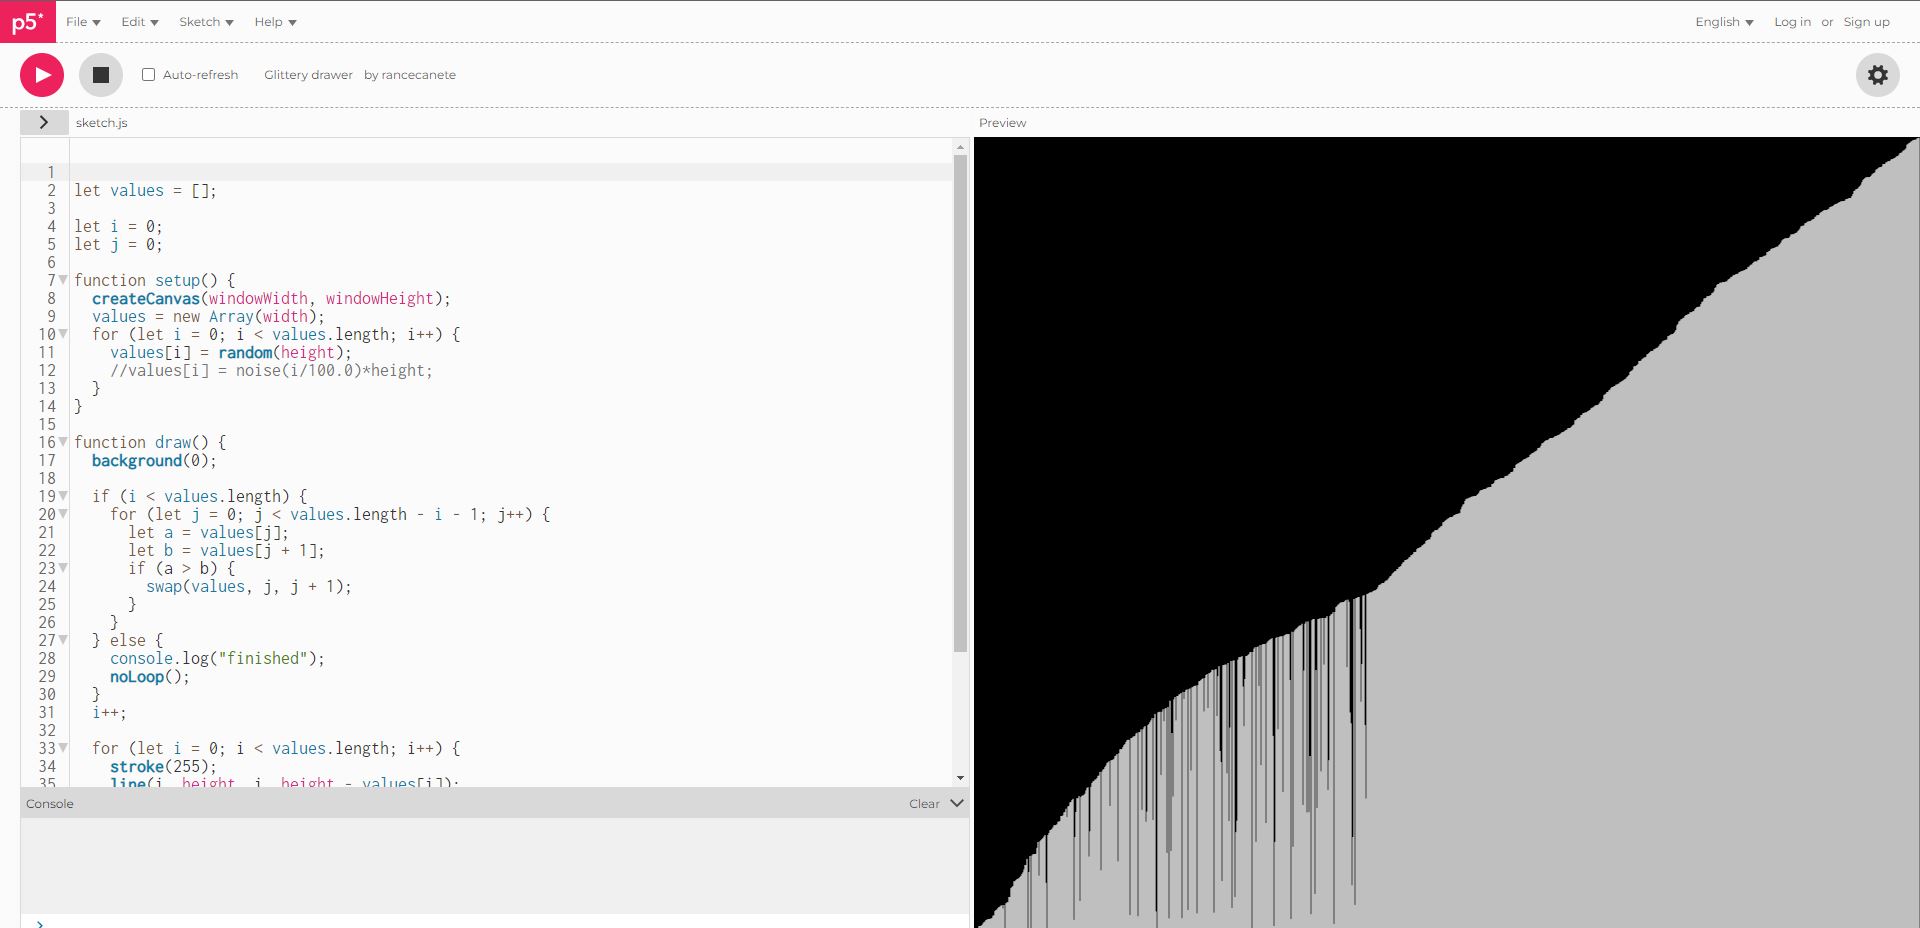 p5* File Edit Sketch Help English Log in or Sign up
Auto-refresh Glittery drawer by rancecanete
sketch.js Preview
1
2 let values = [];
3
4 let i = 0;
5 let j = 0;
6
7 function setup() {
8 createCanvas(windowWidth, windowHeight);
9 values = new Array(width);
10 for (let i = 0; i < values.length; i++) {
11 values[i] = random(height);
12 //values[i] = noise(i/100.0)*height;
13 }
14 }
15
16 function draw() {
17 background(0);
18
19 if (i < values.length) {
20 for (let j = 0; j < values.length - i - 1; j++) {
21 let a = values[j];
22 let b = values[j + 1];
23 if (a > b) {
24 swap(values, j, j + 1);
25 }
26 }
27 } else {
28 console.log("finished");
29 noLoop();
30 }
31 i++;
32
33 for (let i = 0; i < values.length; i++) {
34 stroke(255);
35 line(i, height, i, height - values[i]);
Console Clear
>